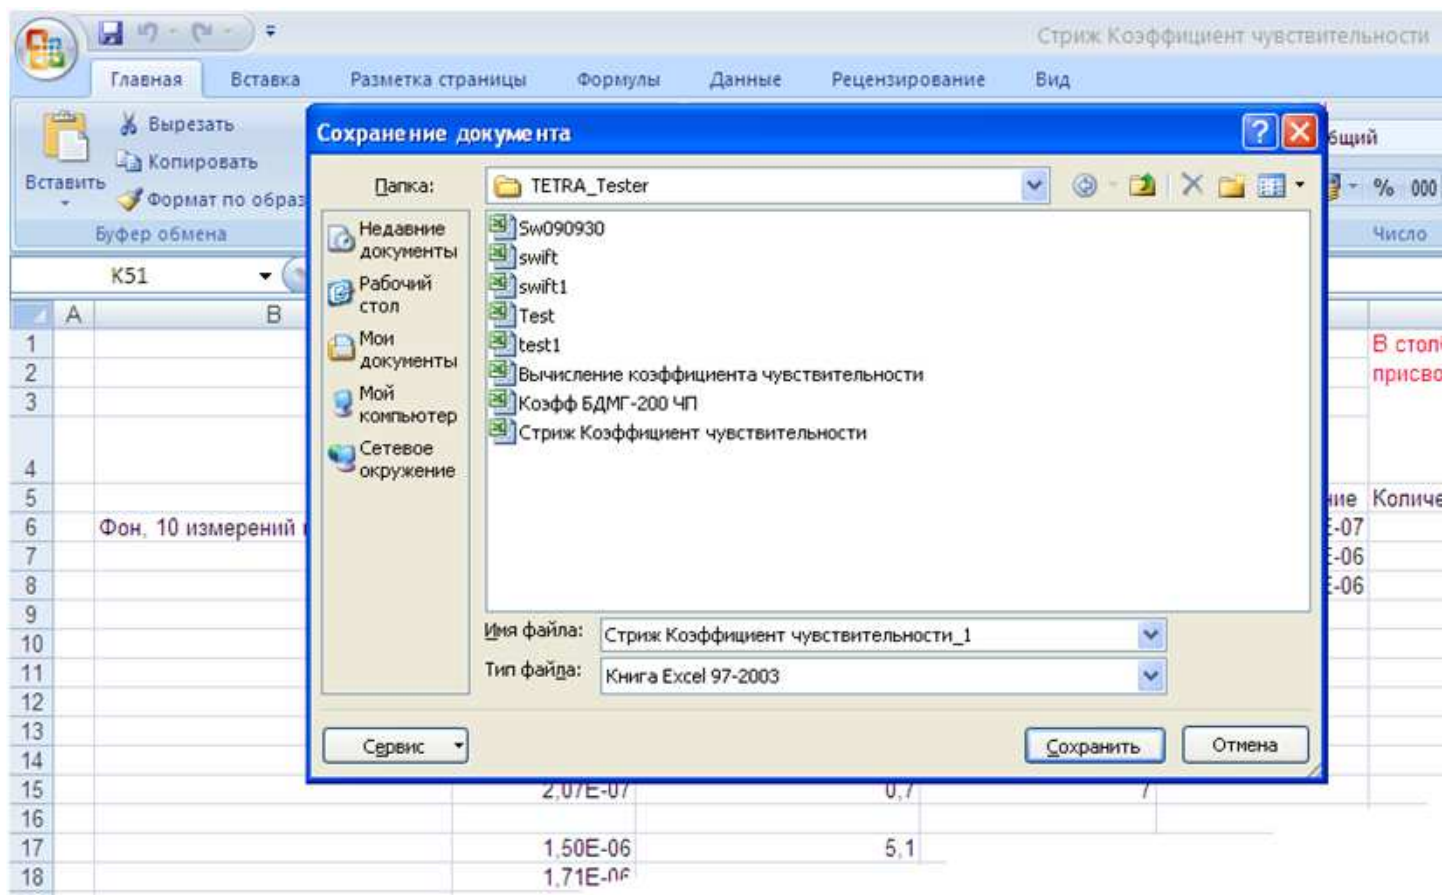 Стриж Коэффициент чувствительности
Главная Вставка Разметка страницы Формулы Данные Рецензирование Вид
Вырезать
Копировать
Вставить
Формат по образ
Буфер обмена
бщий
% 000
Число
K51
A B
Сохранение документа
Папка: TETRA_Tester
Недавние документы
Рабочий стол
Мои документы
Мой компьютер
Сетевое окружение
Sw090930
swift
swift1
Test
test1
Вычисление коэффициента чувствительности
Коэфф БДМГ-200 ЧП
Стриж Коэффициент чувствительности
Имя файла: Стриж Коэффициент чувствительности_1
Тип файла: Книга Excel 97-2003
Сервис Сохранить Отмена
1 В стол
2 присво
3
4
5 ние Количе
6 Фон, 10 измерений E-07
7 E-06
8 E-06
9
10
11
12
13
14
15 2,07E-07 0,7 7
16
17 1,50E-06 5,1
18 1,71E-06